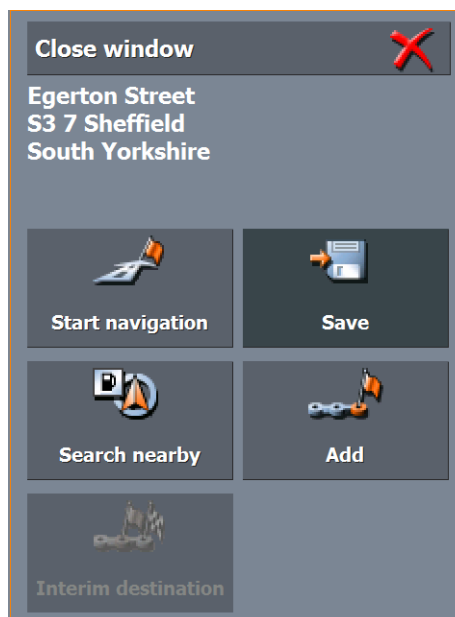 Close window
Egerton Street
S3 7 Sheffield
South Yorkshire
Start navigation
Save
Search nearby
Add
Interim destination